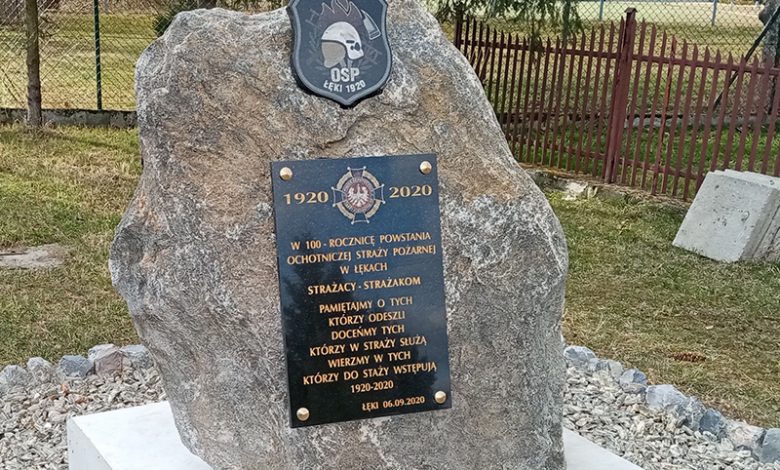 OSP
ŁĘKI 1920
1920 2020
W 100 - ROCZNICĘ POWSTANIA
OCHOTNICZEJ STRAŻY POŻARNEJ
W ŁĘKACH
STRAŻACY - STRAŻAKOM
PAMIĘTAJMY O TYCH
KTÓRZY ODESZLI
DOCEŃMY TYCH
KTÓRZY W STRAŻY SŁUŻĄ
WIERZMY W TYCH
KTÓRZY DO STAŻY WSTĘPUJĄ
1920-2020
ŁĘKI 06.09.2020